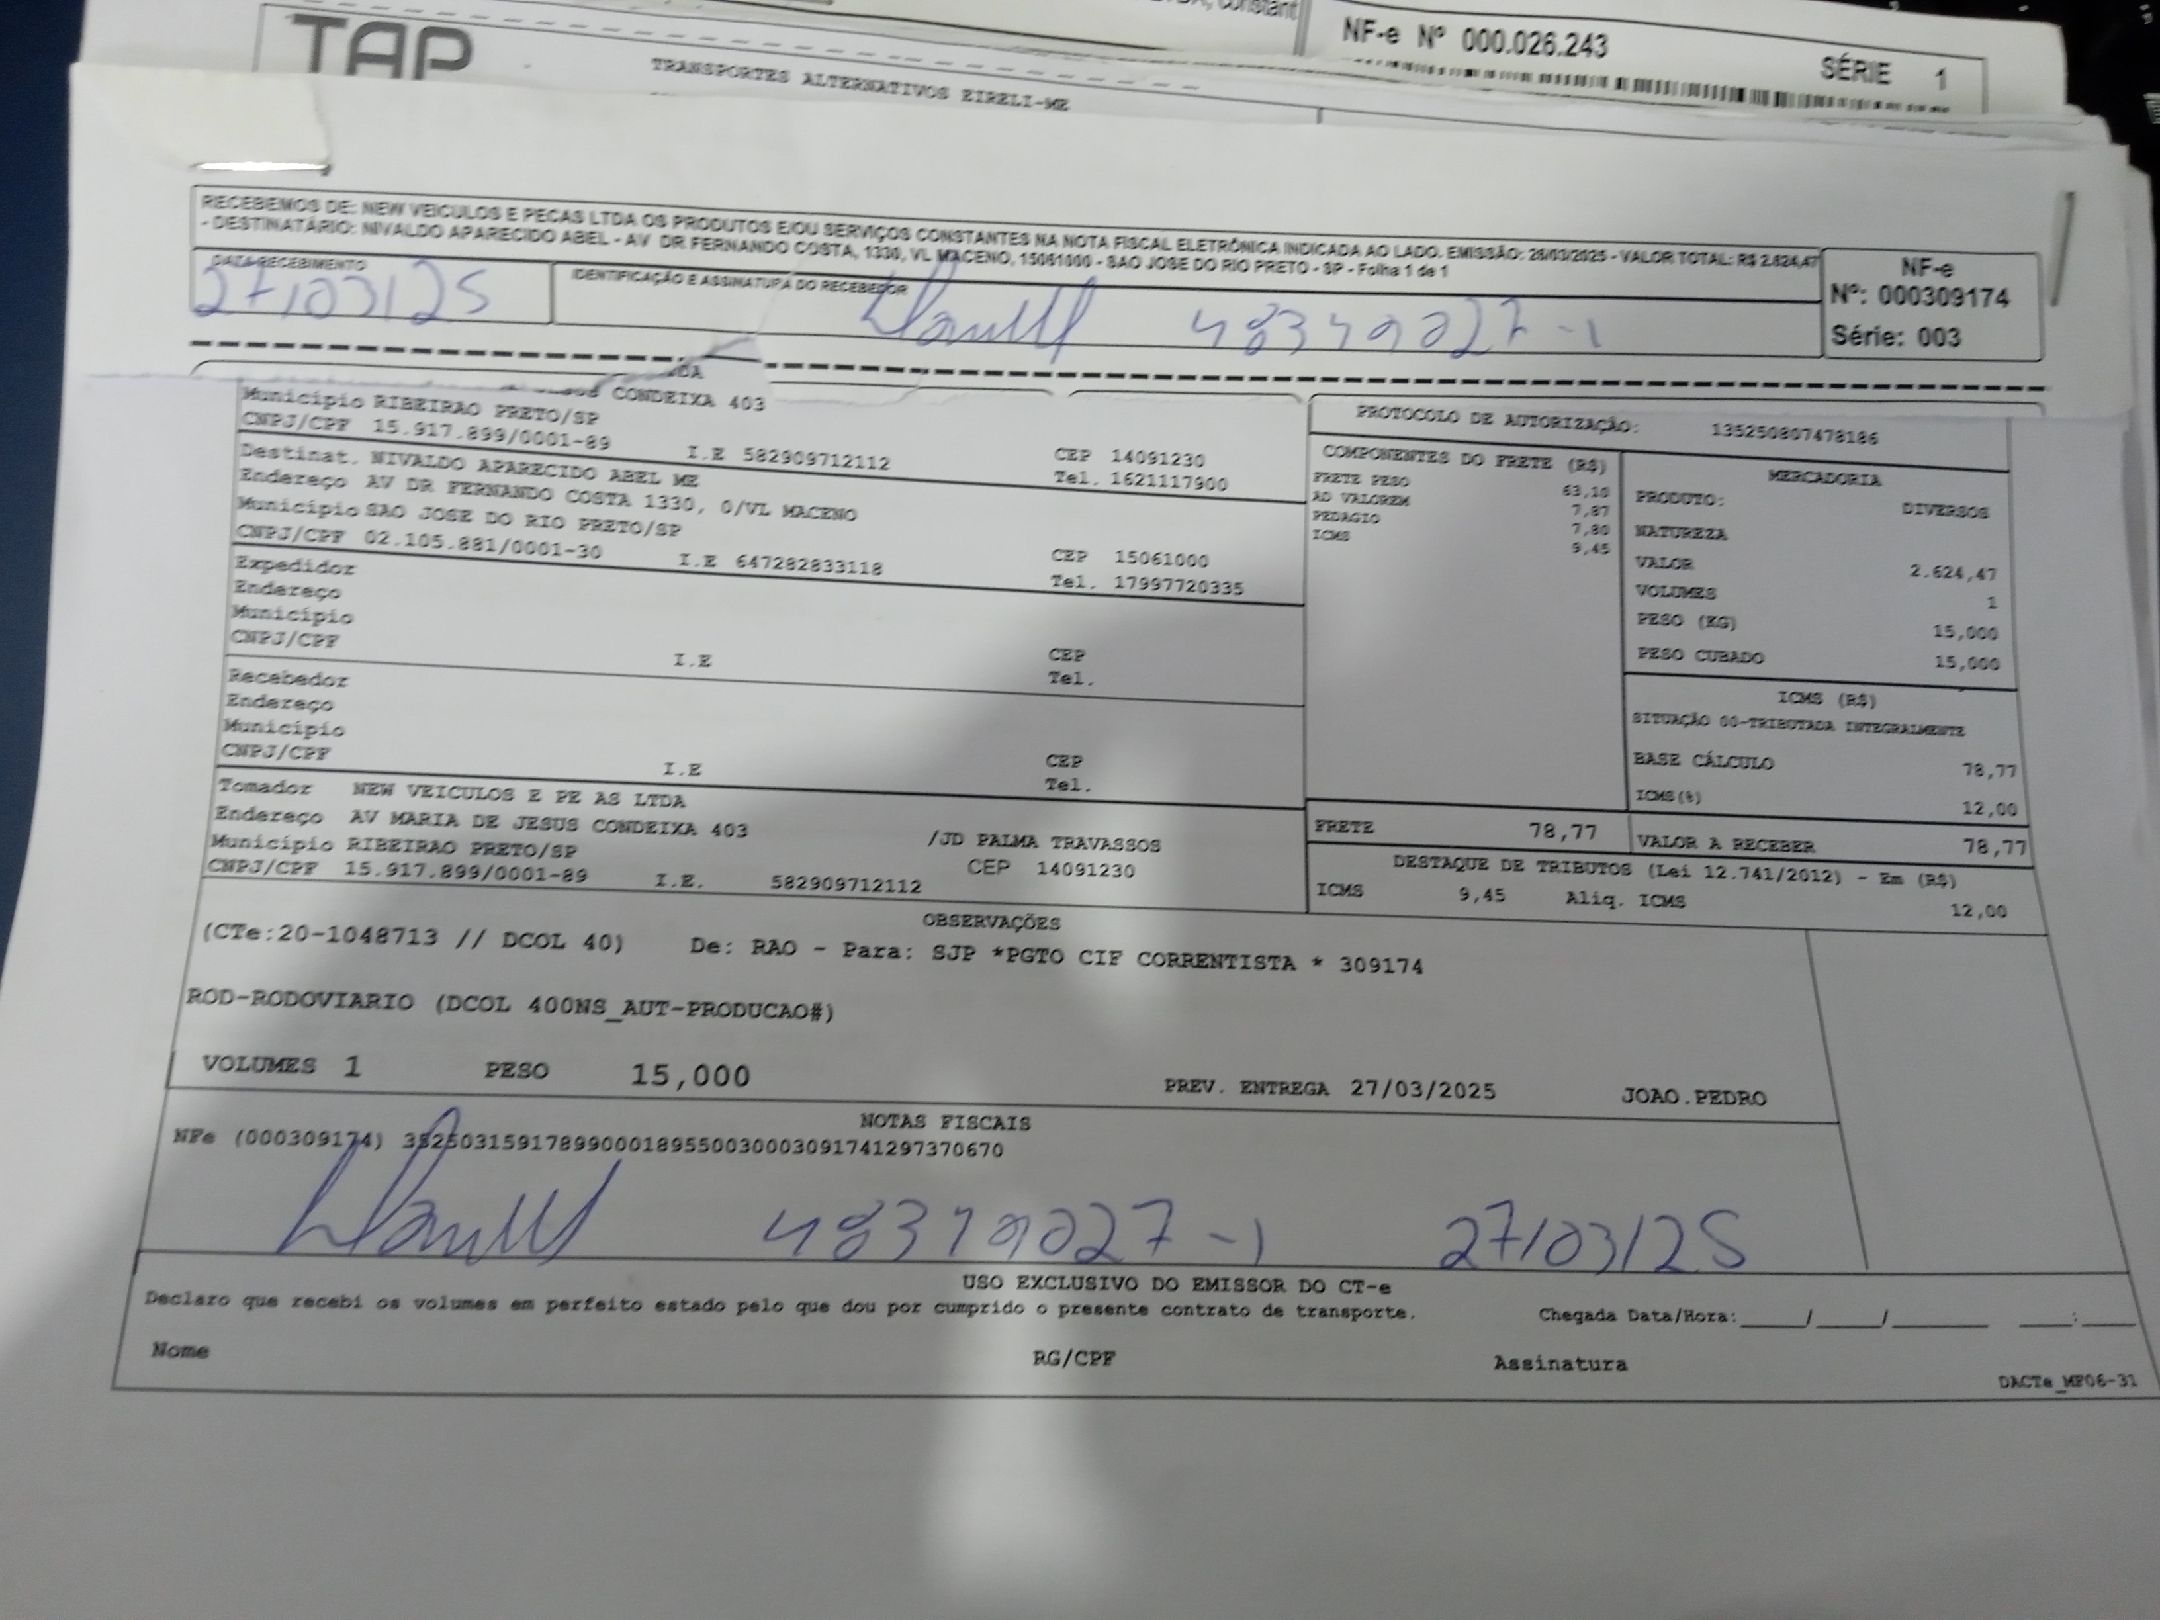 constant
NF-e Nº 000.026.243
SÉRIE 1
TAP
TRANSPORTES ALTERNATIVOS EIRELI-ME
RECEBEMOS DE: NEW VEICULOS E PECAS LTDA OS PRODUTOS E/OU SERVIÇOS CONSTANTES NA NOTA FISCAL ELETRÔNICA INDICADA AO LADO. EMISSÃO: 26/03/2025 - VALOR TOTAL: R$ 2.624,47
- DESTINATÁRIO: NIVALDO APARECIDO ABEL - AV DR FERNANDO COSTA, 1330, VL MACENO, 15061000 - SAO JOSE DO RIO PRETO - SP - Folha 1 de 1
NF-e
Nº: 000309174
Série: 003
DATA RECEBIMENTO
27/03/25
IDENTIFICAÇÃO E ASSINATURA DO RECEBEDOR
48379027-1
DA
CONDEIXA 403
Município RIBEIRAO PRETO/SP
CNPJ/CPF 15.917.899/0001-89 I.E 582909712112 CEP 14091230
Tel. 1621117900
Destinat. NIVALDO APARECIDO ABEL ME
Endereço AV DR FERNANDO COSTA 1330, 0/VL MACENO
Município SAO JOSE DO RIO PRETO/SP CEP 15061000
CNPJ/CPF 02.105.881/0001-30 I.E 647282833118 Tel. 17997720335
Expedidor
Endereço
Município CEP
CNPJ/CPF I.E Tel.
Recebedor
Endereço
Município CEP
CNPJ/CPF I.E Tel.
Tomador NEW VEICULOS E PE AS LTDA
Endereço AV MARIA DE JESUS CONDEIXA 403 /JD PALMA TRAVASSOS
Município RIBEIRAO PRETO/SP CEP 14091230
CNPJ/CPF 15.917.899/0001-89 I.E. 582909712112
PROTOCOLO DE AUTORIZAÇÃO: 135250807478186
COMPONENTES DO FRETE (R$)
FRETE PESO 63,10
AD VALOREM 7,87
PEDAGIO 7,80
ICMS 9,45
MERCADORIA
PRODUTO: DIVERSOS
NATUREZA
VALOR 2.624,47
VOLUMES 1
PESO (KG) 15,000
PESO CUBADO 15,000
ICMS (R$)
SITUAÇÃO 00-TRIBUTADA INTEGRALMENTE
BASE CÁLCULO 78,77
ICMS(%) 12,00
FRETE 78,77 VALOR A RECEBER 78,77
DESTAQUE DE TRIBUTOS (Lei 12.741/2012) - Em (R$)
ICMS 9,45 Aliq. ICMS 12,00
OBSERVAÇÕES
(CTe:20-1048713 // DCOL 40) De: RAO - Para: SJP *PGTO CIF CORRENTISTA * 309174
ROD-RODOVIARIO (DCOL 400NS_AUT-PRODUCAO#)
VOLUMES 1 PESO 15,000 PREV. ENTREGA 27/03/2025 JOAO.PEDRO
NOTAS FISCAIS
NFe (000309174) 35250315917899000189550030003091741297370670
48379027-1 27/03/25
USO EXCLUSIVO DO EMISSOR DO CT-e
Declaro que recebi os volumes em perfeito estado pelo que dou por cumprido o presente contrato de transporte. Chegada Data/Hora:_____/_____/_______ ____:____
Nome RG/CPF Assinatura
DACTe_MP06-31